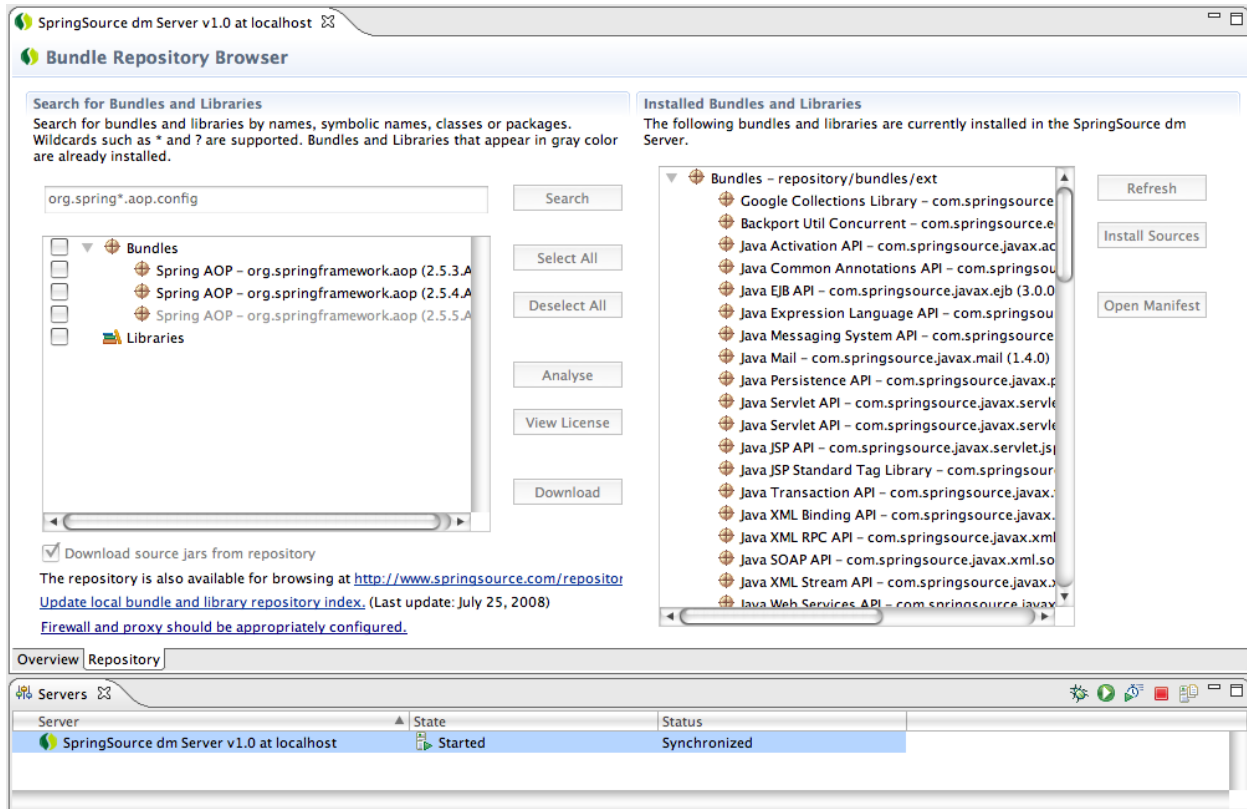 SpringSource dm Server v1.0 at localhost
Bundle Repository Browser
Search for Bundles and Libraries
Search for bundles and libraries by names, symbolic names, classes or packages.
Wildcards such as * and ? are supported. Bundles and Libraries that appear in gray color
are already installed.
org.spring*.aop.config
Search
Bundles
Spring AOP – org.springframework.aop (2.5.3.A
Spring AOP – org.springframework.aop (2.5.4.A
Spring AOP – org.springframework.aop (2.5.5.A
Libraries
Select All
Deselect All
Analyse
View License
Download
Download source jars from repository
The repository is also available for browsing at http://www.springsource.com/repositor
Update local bundle and library repository index. (Last update: July 25, 2008)
Firewall and proxy should be appropriately configured.
Installed Bundles and Libraries
The following bundles and libraries are currently installed in the SpringSource dm
Server.
Bundles – repository/bundles/ext
Google Collections Library – com.springsource
Backport Util Concurrent – com.springsource.e
Java Activation API – com.springsource.javax.ac
Java Common Annotations API – com.springsou
Java EJB API – com.springsource.javax.ejb (3.0.0
Java Expression Language API – com.springsou
Java Messaging System API – com.springsource
Java Mail – com.springsource.javax.mail (1.4.0)
Java Persistence API – com.springsource.javax.p
Java Servlet API – com.springsource.javax.servle
Java Servlet API – com.springsource.javax.servle
Java JSP API – com.springsource.javax.servlet.jsp
Java JSP Standard Tag Library – com.springsour
Java Transaction API – com.springsource.javax.
Java XML Binding API – com.springsource.javax.
Java XML RPC API – com.springsource.javax.xml
Java SOAP API – com.springsource.javax.xml.so
Java XML Stream API – com.springsource.javax.x
Java Web Services API – com.springsource.javax
Refresh
Install Sources
Open Manifest
Overview Repository
Servers
Server State Status
SpringSource dm Server v1.0 at localhost Started Synchronized